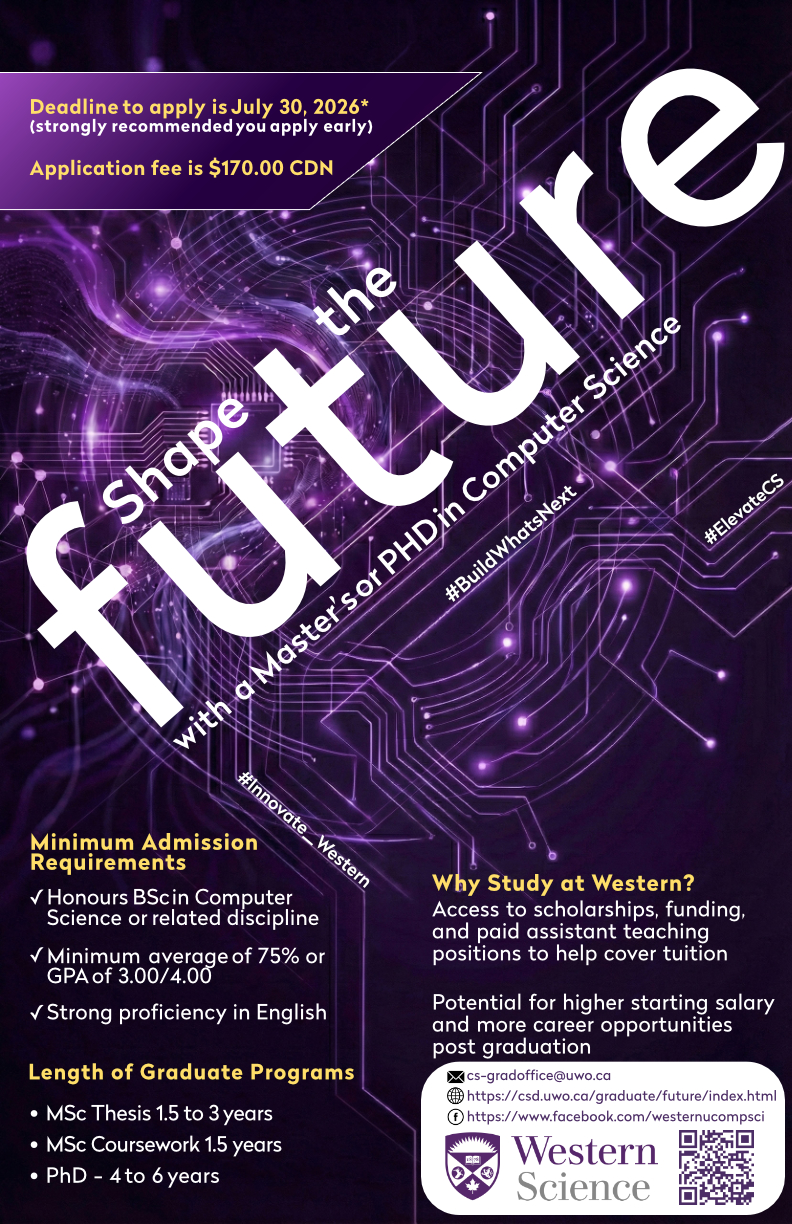 Deadline to apply is July 30, 2026*
(strongly recommended you apply early)
Application fee is $170.00 CDN
Shape the
future
with a Master's or PHD in Computer Science
#BuildWhatsNext
#ElevateCS
#Innovate_Western
Minimum Admission
Requirements
✓ Honours BSc in Computer
Science or related discipline
✓ Minimum average of 75% or
GPA of 3.00/4.00
✓ Strong proficiency in English
Length of Graduate Programs
• MSc Thesis 1.5 to 3 years
• MSc Coursework 1.5 years
• PhD - 4 to 6 years
Why Study at Western?
Access to scholarships, funding,
and paid assistant teaching
positions to help cover tuition
Potential for higher starting salary
and more career opportunities
post graduation
cs-gradoffice@uwo.ca
https://csd.uwo.ca/graduate/future/index.html
https://www.facebook.com/westernucompsci
Western
Science